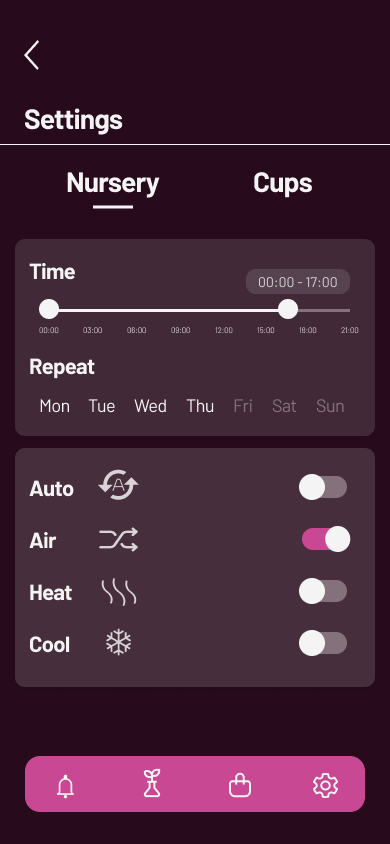 Settings
Nursery Cups
Time
00:00 - 17:00
00:00 03:00 06:00 09:00 12:00 15:00 18:00 21:00
Repeat
Mon Tue Wed Thu Fri Sat Sun
Auto A
Air
Heat
Cool